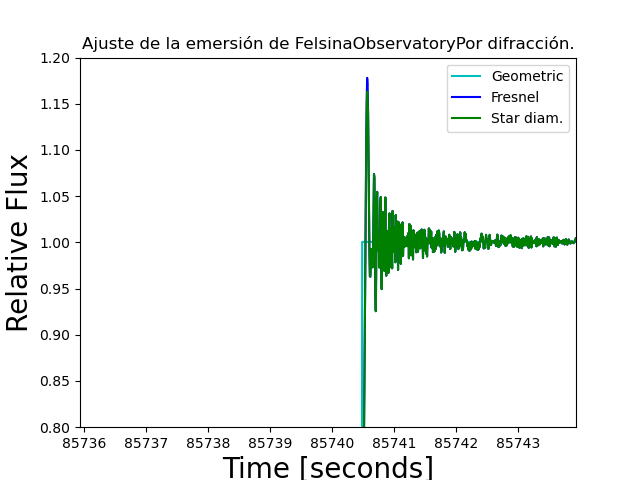 Ajuste de la emersión de FelsinaObservatoryPor difracción.
Geometric
Fresnel
Star diam.
Relative Flux
1.20
1.15
1.10
1.05
1.00
0.95
0.90
0.85
0.80
85736 85737 85738 85739 85740 85741 85742 85743
Time [seconds]